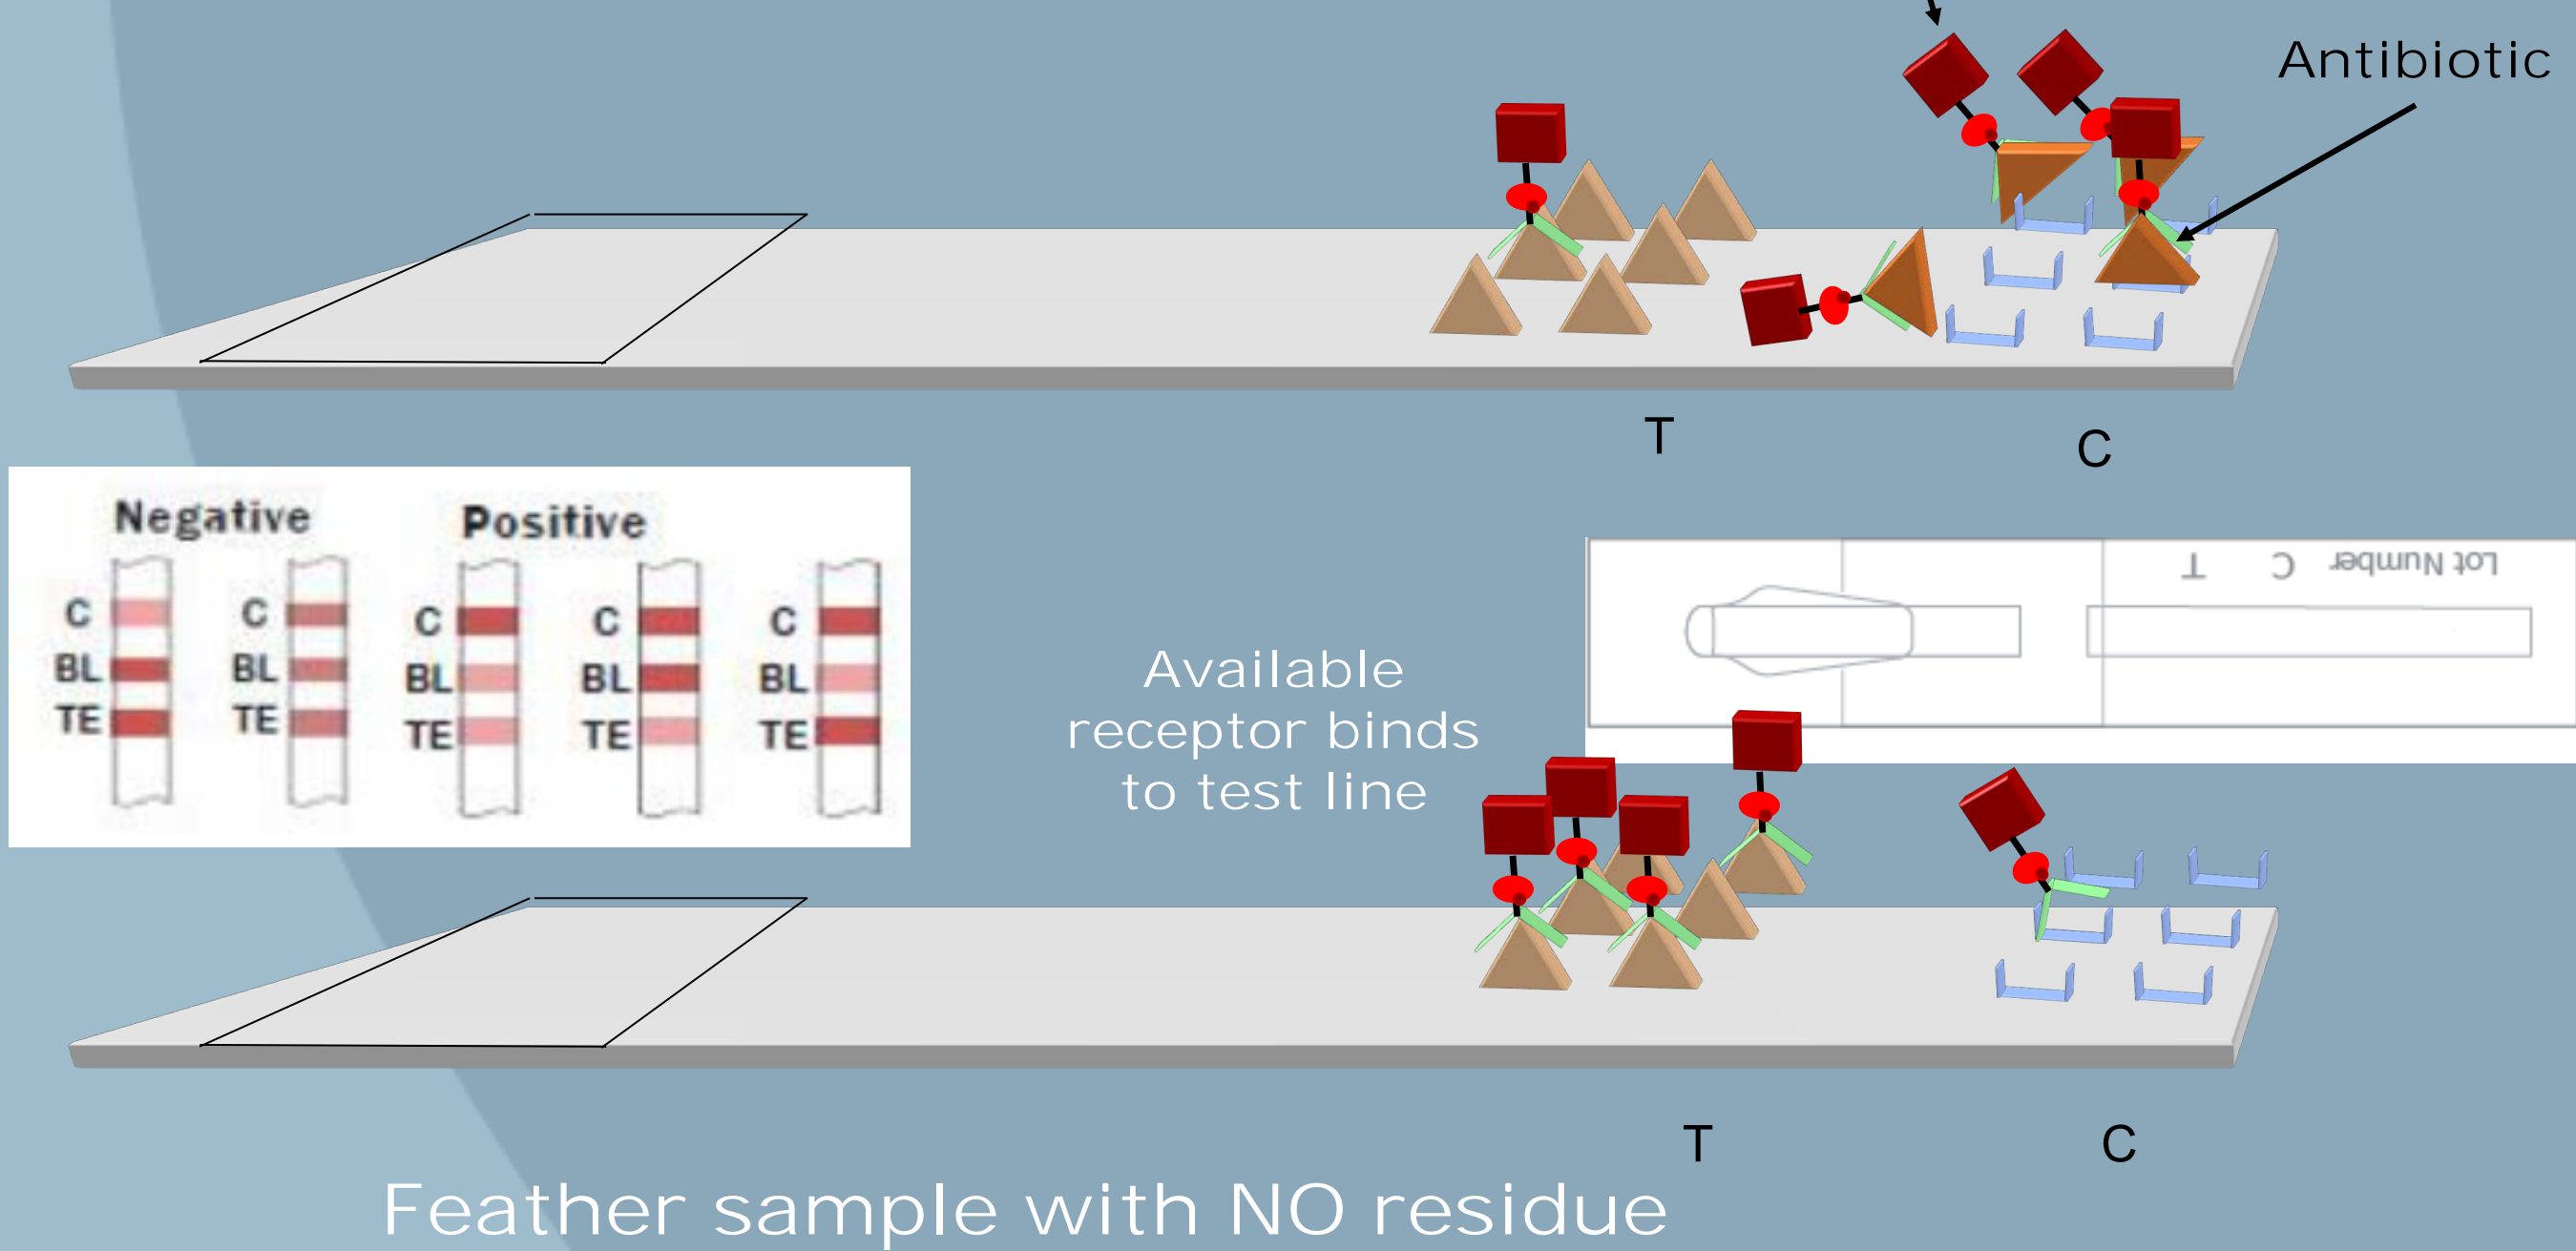 Antibiotic
T
C
Negative Positive
C C C C C
BL BL BL BL BL
TE TE TE TE TE
T C Lot Number
Available
receptor binds
to test line
T
C
Feather sample with NO residue